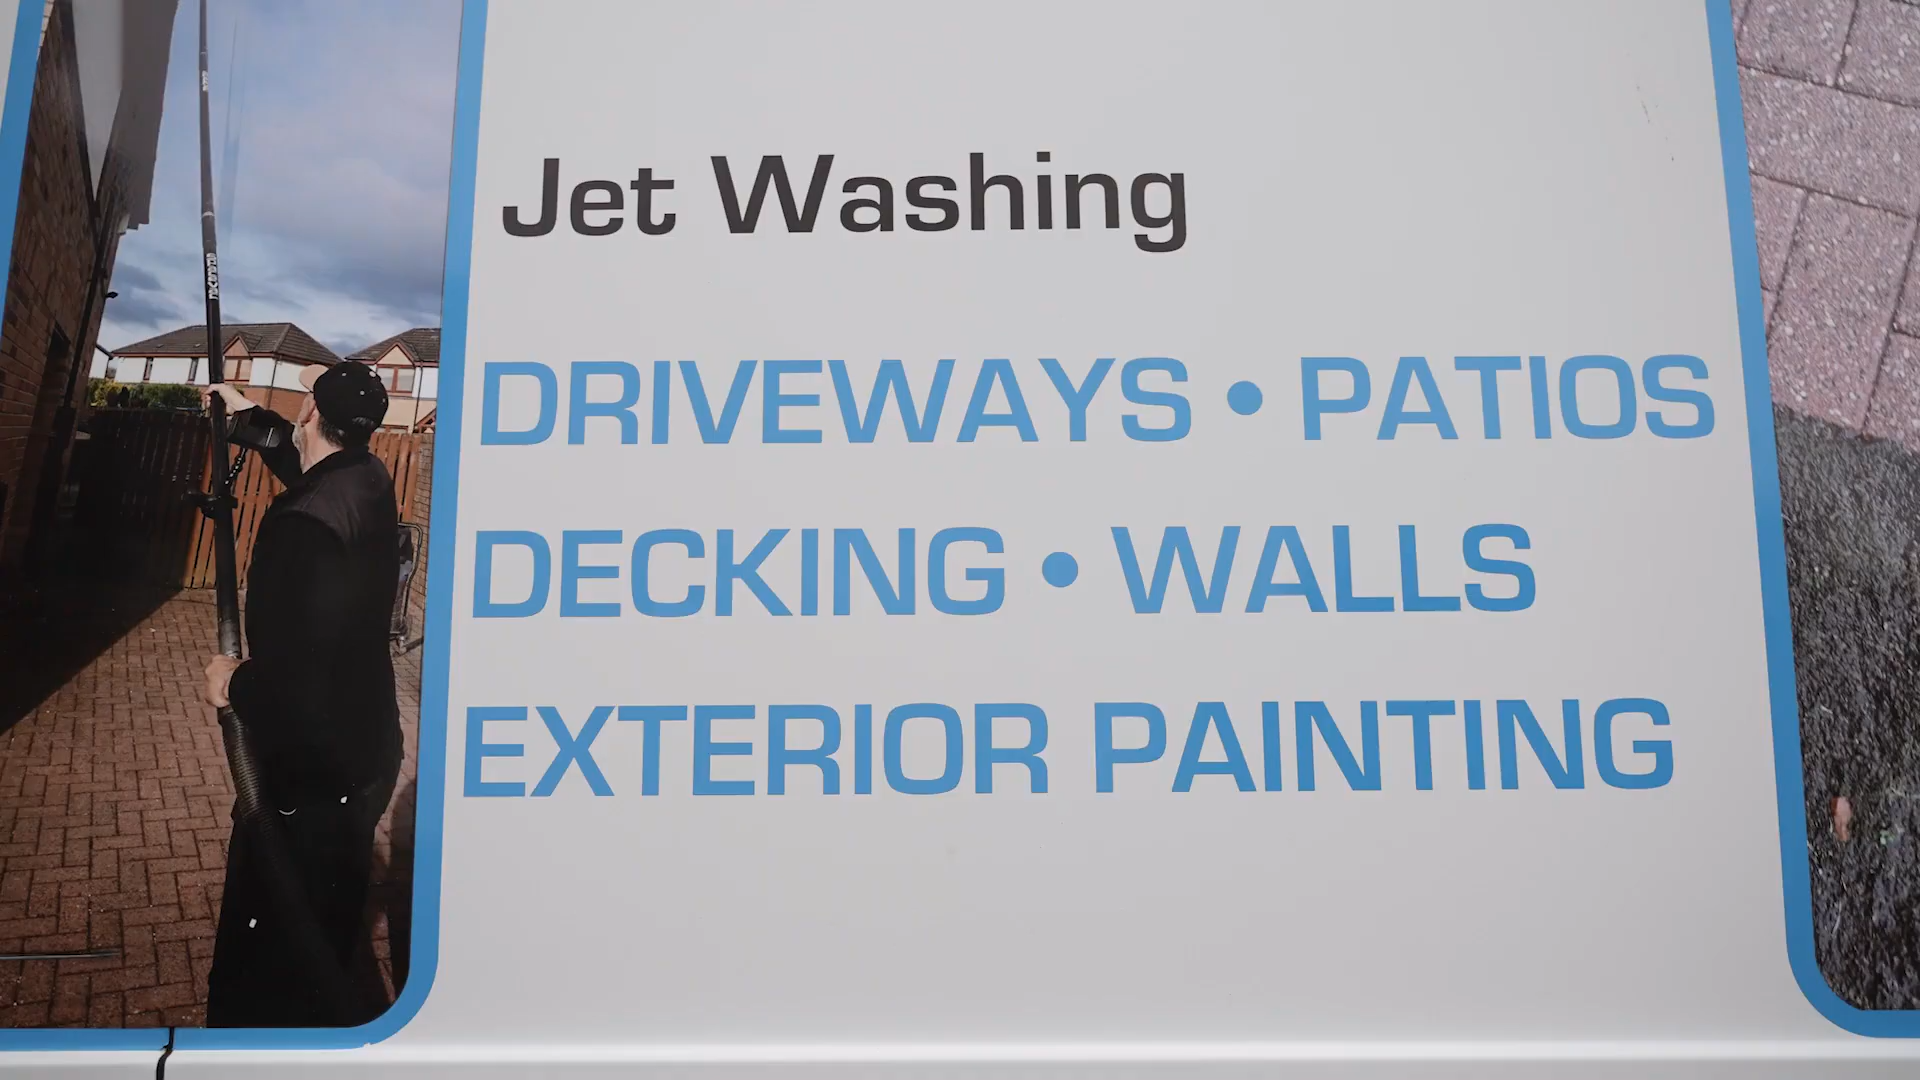 Jet Washing
DRIVEWAYS • PATIOS
DECKING • WALLS
EXTERIOR PAINTING